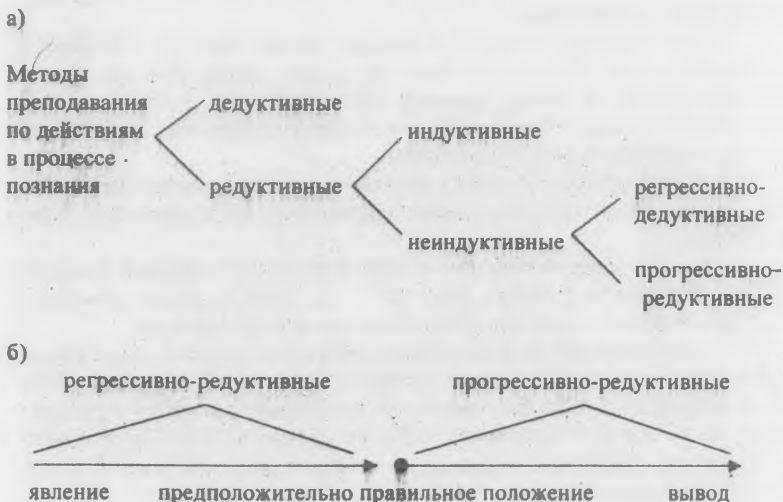 а)
Методы
преподавания
по действиям
в процессе
познания
дедуктивные
редуктивные
индуктивные
неиндуктивные
регрессивно-
дедуктивные
прогрессивно-
редуктивные
б)
регрессивно-редуктивные прогрессивно-редуктивные
явление предположительно правильное положение вывод